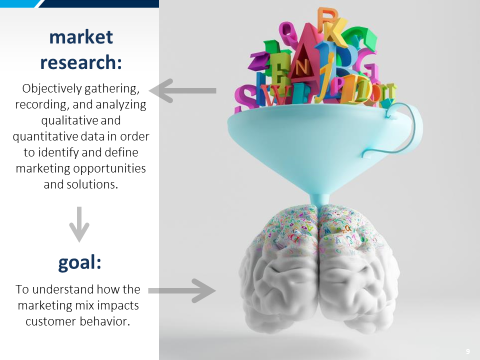 market
research:
Objectively gathering,
recording, and analyzing
qualitative and
quantitative data in order
to identify and define
marketing opportunities
and solutions.
goal:
To understand how the
marketing mix impacts
customer behavior.